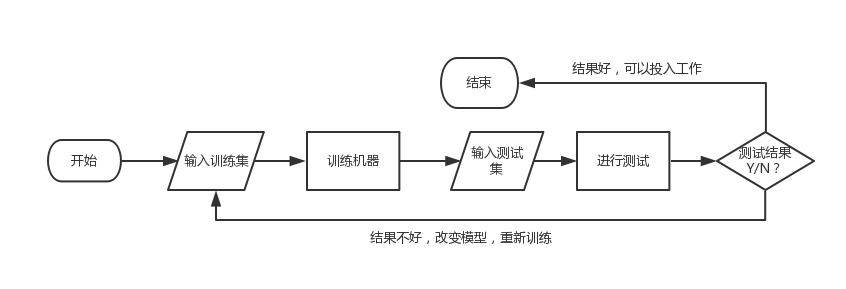 结果好，可以投入工作
结束
开始
输入训练集
训练机器
输入测试
集
进行测试
测试结果
Y/N？
结果不好，改变模型，重新训练